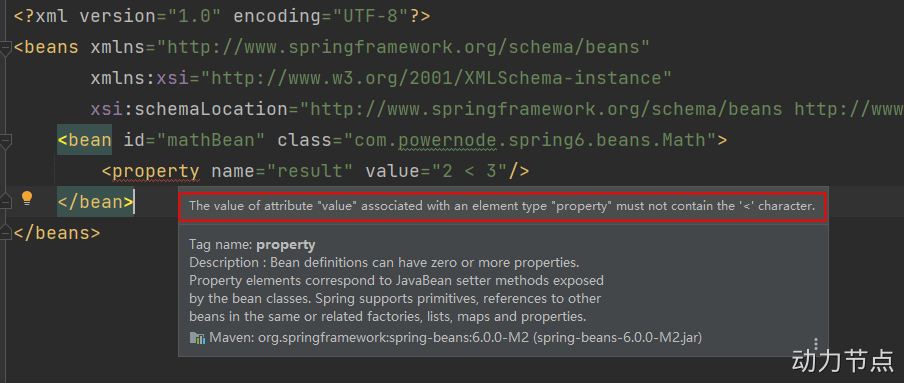 <?xml version="1.0" encoding="UTF-8"?>
<beans xmlns="http://www.springframework.org/schema/beans"
xmlns:xsi="http://www.w3.org/2001/XMLSchema-instance"
xsi:schemaLocation="http://www.springframework.org/schema/beans http://www
<bean id="mathBean" class="com.powernode.spring6.beans.Math">
<property name="result" value="2 < 3"/>
</bean>
The value of attribute "value" associated with an element type "property" must not contain the '<' character.
</beans>
Tag name: property
Description : Bean definitions can have zero or more properties.
Property elements correspond to JavaBean setter methods exposed
by the bean classes. Spring supports primitives, references to other
beans in the same or related factories, lists, maps and properties.
Maven: org.springframework:spring-beans:6.0.0-M2 (spring-beans-6.0.0-M2.jar)
动力节点